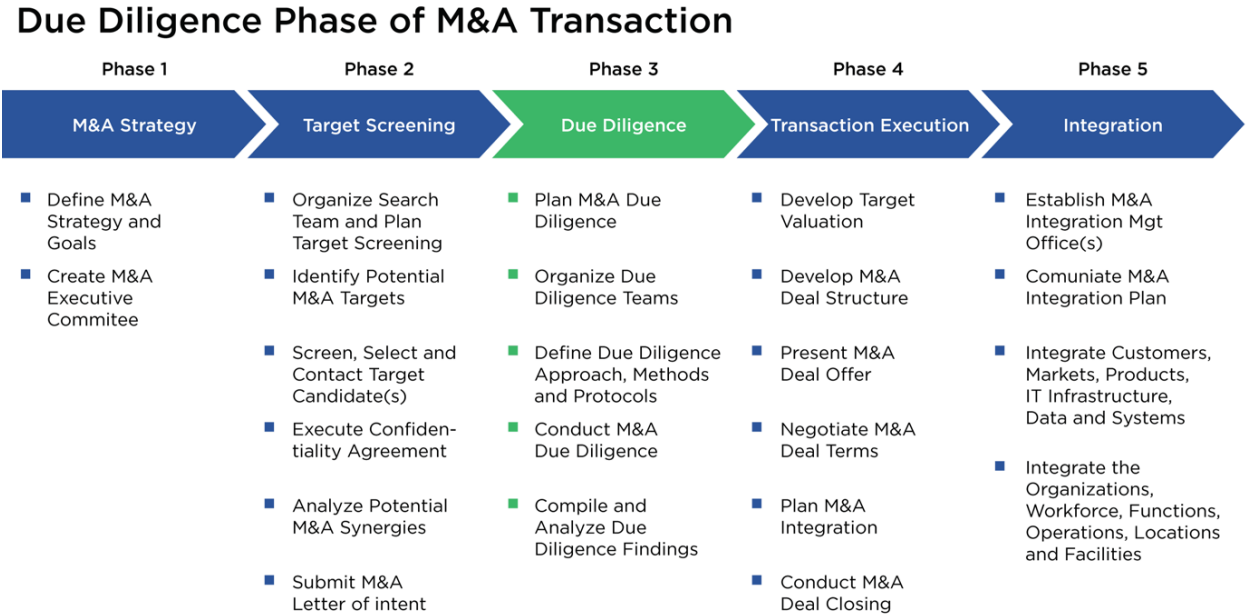 Due Diligence Phase of M&A Transaction
Phase 1
Phase 2
Phase 3
Phase 4
Phase 5
M&A Strategy
Target Screening
Due Diligence
Transaction Execution
Integration
Define M&A
Strategy and
Goals
Create M&A
Executive
Commitee
Organize Search
Team and Plan
Target Screening
Identify Potential
M&A Targets
Screen, Select and
Contact Target
Candidate(s)
Execute Confiden-
tiality Agreement
Analyze Potential
M&A Synergies
Submit M&A
Letter of intent
Plan M&A Due
Diligence
Organize Due
Diligence Teams
Define Due Diligence
Approach, Methods
and Protocols
Conduct M&A
Due Diligence
Compile and
Analyze Due
Diligence Findings
Develop Target
Valuation
Develop M&A
Deal Structure
Present M&A
Deal Offer
Negotiate M&A
Deal Terms
Plan M&A
Integration
Conduct M&A
Deal Closing
Establish M&A
Integration Mgt
Office(s)
Comuniate M&A
Integration Plan
Integrate Customers,
Markets, Products,
IT Infrastructure,
Data and Systems
Integrate the
Organizations,
Workforce, Functions,
Operations, Locations
and Facilities